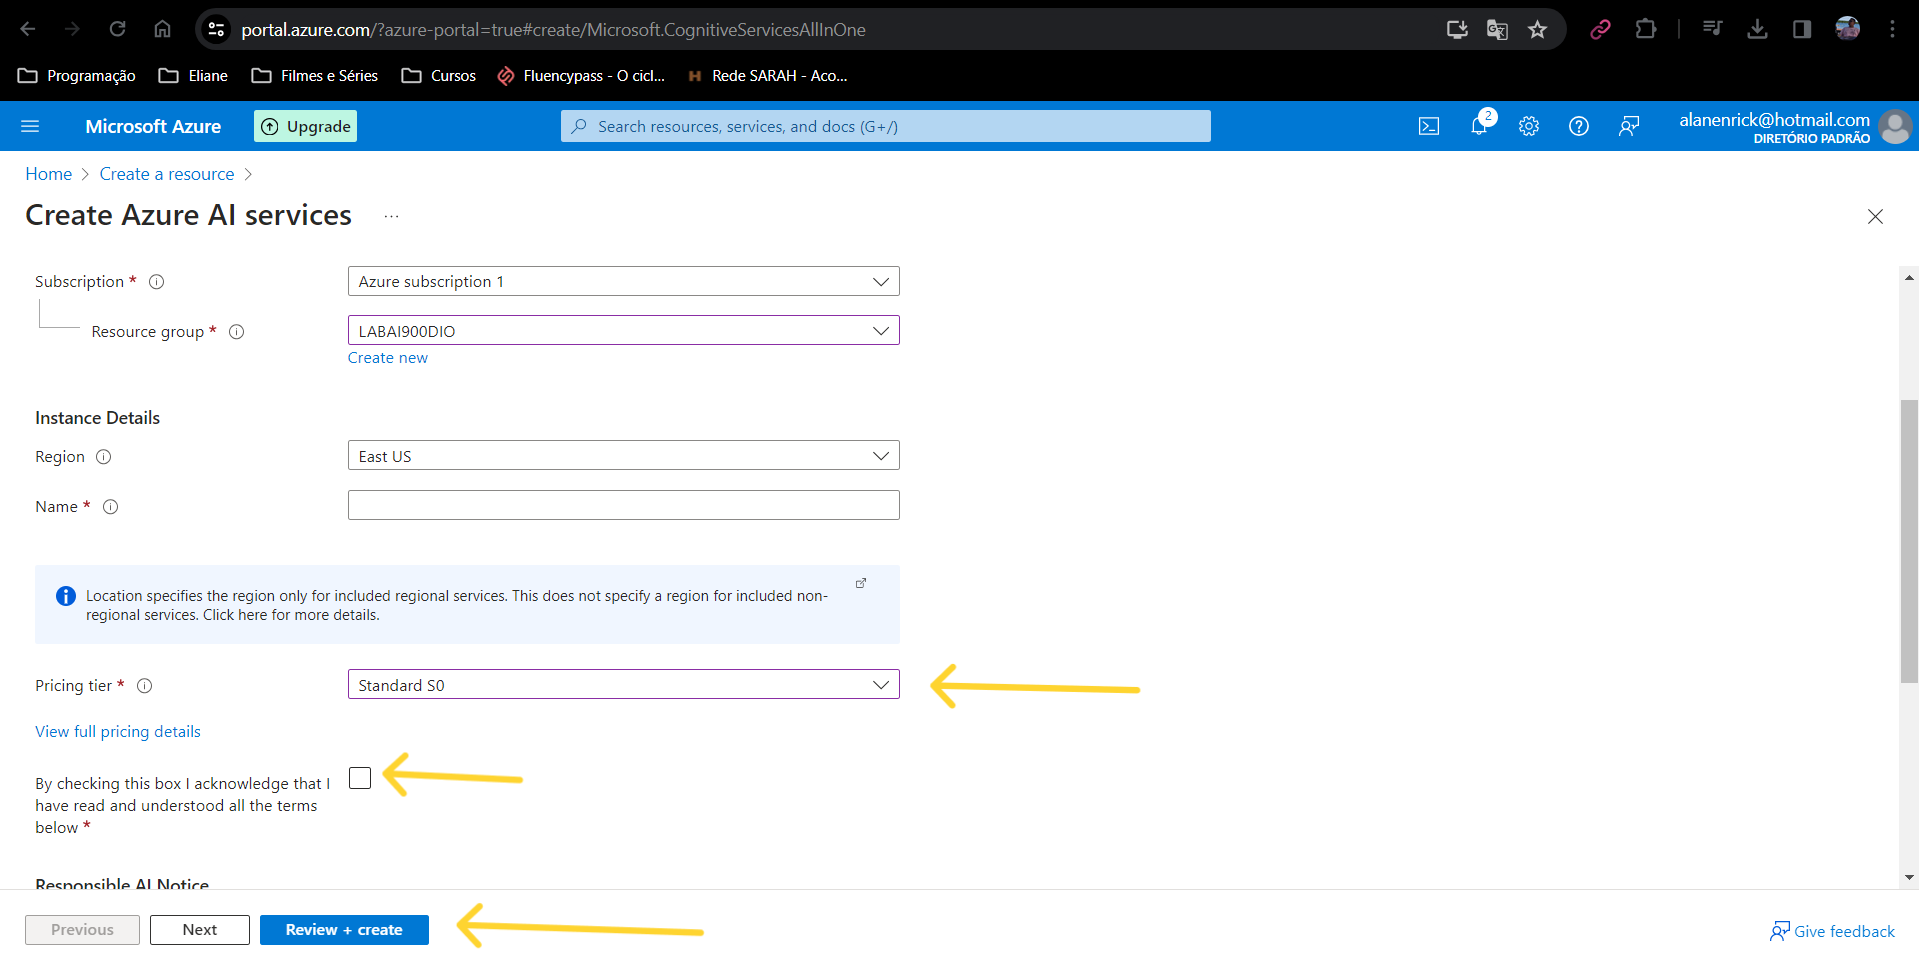 portal.azure.com/?azure-portal=true#create/Microsoft.CognitiveServicesAllInOne
Programação Eliane Filmes e Séries Cursos Fluencypass - O cicl... H Rede SARAH - Aco...
Microsoft Azure Upgrade Search resources, services, and docs (G+/) 2 alanenrick@hotmail.com
DIRETÓRIO PADRÃO
Home > Create a resource >
Create Azure AI services ...
Subscription * Azure subscription 1
Resource group * LABAI900DIO
Create new
Instance Details
Region East US
Name *
Location specifies the region only for included regional services. This does not specify a region for included non-
regional services. Click here for more details.
Pricing tier * Standard S0
View full pricing details
By checking this box I acknowledge that I
have read and understood all the terms
below *
Responsible AI Notice
Previous Next Review + create Give feedback